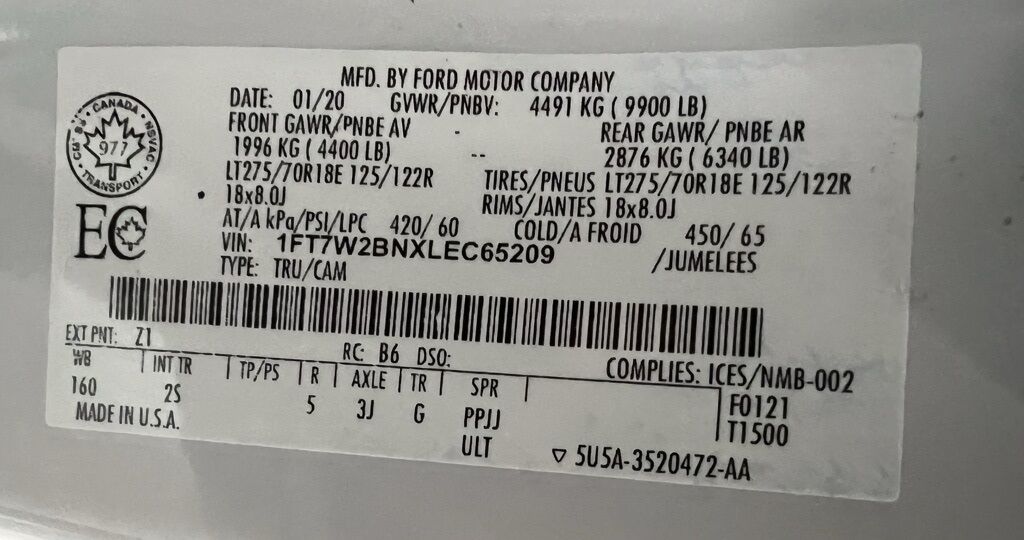 MFD. BY FORD MOTOR COMPANY
DATE: 01/20 GVWR/PNBV: 4491 KG ( 9900 LB)
FRONT GAWR/PNBE AV - REAR GAWR/ PNBE AR
1996 KG ( 4400 LB) -- 2876 KG ( 6340 LB)
LT275/70R18E 125/122R TIRES/PNEUS LT275/70R18E 125/122R
18x8.0J RIMS/JANTES 18x8.0J
AT/A kPa/PSI/LPC 420/ 60 COLD/A FROID 450/ 65
VIN: 1FT7W2BNXLEC65209 /JUMELEES
TYPE: TRU/CAM
CANADA
977
NSVAC
TRANSPORT
EC
EXT PNT: Z1 RC: B6 DSO:
COMPLIES: ICES/NMB-002
WB INT TR TP/PS R AXLE TR SPR
160 2S 5 3J G PPJJ F0121
MADE IN U.S.A. ULT T1500
▽ 5U5A-3520472-AA